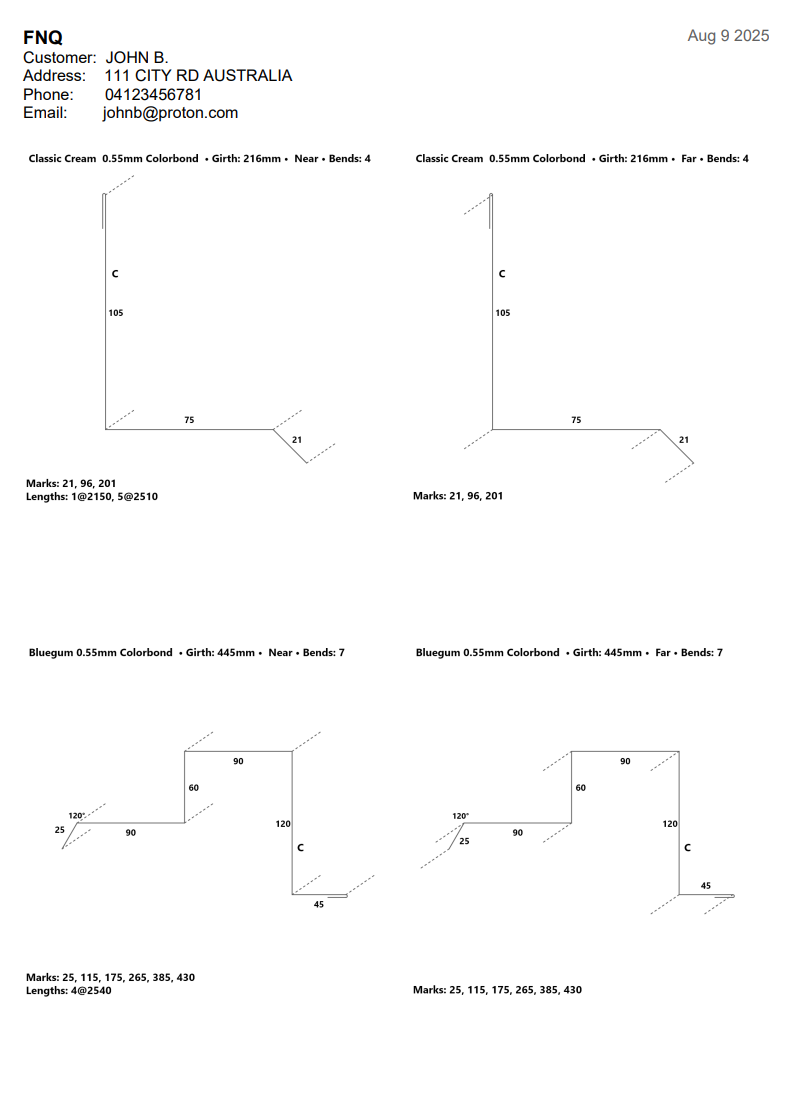 FNQ
Aug 9 2025
Customer: JOHN B.
Address: 111 CITY RD AUSTRALIA
Phone: 04123456781
Email: johnb@proton.com
Classic Cream 0.55mm Colorbond • Girth: 216mm • Near • Bends: 4
C
105
75
21
Marks: 21, 96, 201
Lengths: 1@2150, 5@2510
Classic Cream 0.55mm Colorbond • Girth: 216mm • Far • Bends: 4
C
105
75
21
Marks: 21, 96, 201
Bluegum 0.55mm Colorbond • Girth: 445mm • Near • Bends: 7
90
60
120°
25
90
120
C
45
Marks: 25, 115, 175, 265, 385, 430
Lengths: 4@2540
Bluegum 0.55mm Colorbond • Girth: 445mm • Far • Bends: 7
90
60
120°
25
90
120
C
45
Marks: 25, 115, 175, 265, 385, 430